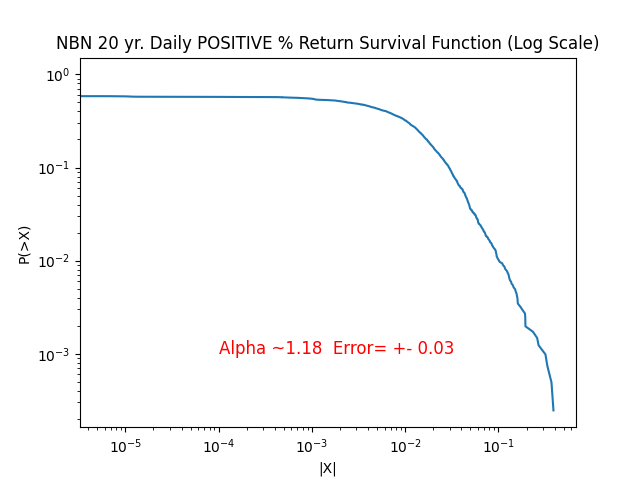 NBN 20 yr. Daily POSITIVE % Return Survival Function (Log Scale)
10⁰
10⁻¹
10⁻²
10⁻³
P(>X)
Alpha ~1.18  Error= +- 0.03
10⁻⁵ 10⁻⁴ 10⁻³ 10⁻² 10⁻¹
|X|